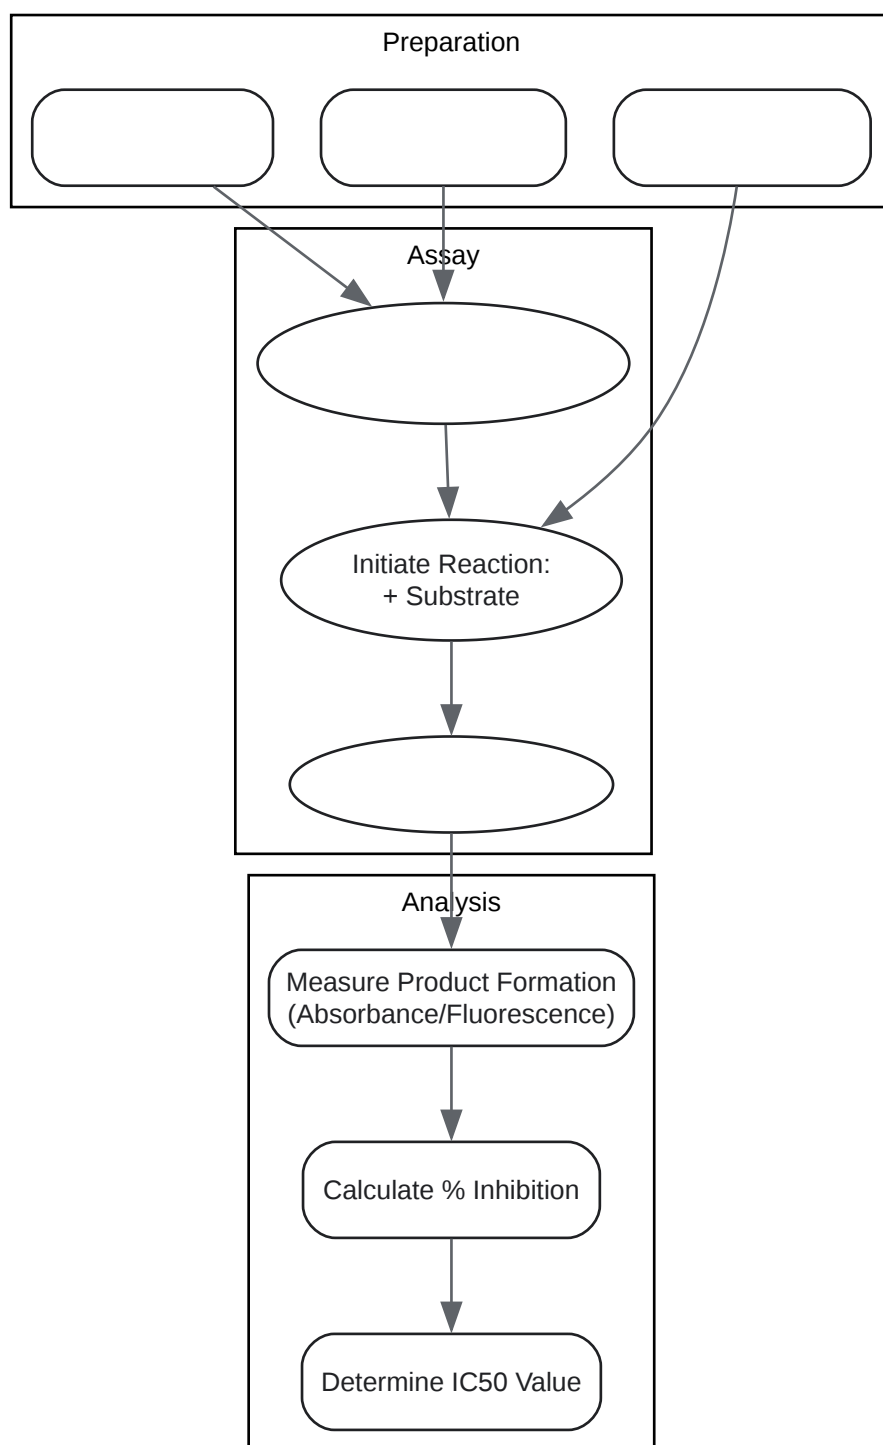 Preparation
Assay
Initiate Reaction:
+ Substrate
Analysis
Measure Product Formation
(Absorbance/Fluorescence)
Calculate % Inhibition
Determine IC50 Value